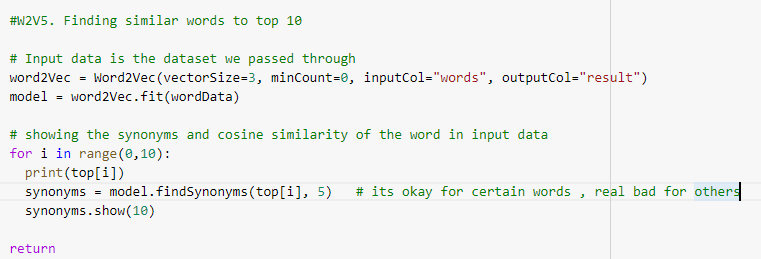 #W2V5. Finding similar words to top 10
# Input data is the dataset we passed through
word2Vec = Word2Vec(vectorSize=3, minCount=0, inputCol="words", outputCol="result")
model = word2Vec.fit(wordData)
# showing the synonyms and cosine similarity of the word in input data
for i in range(0,10):
  print(top[i])
  synonyms = model.findSynonyms(top[i], 5)   # its okay for certain words , real bad for others
  synonyms.show(10)
return